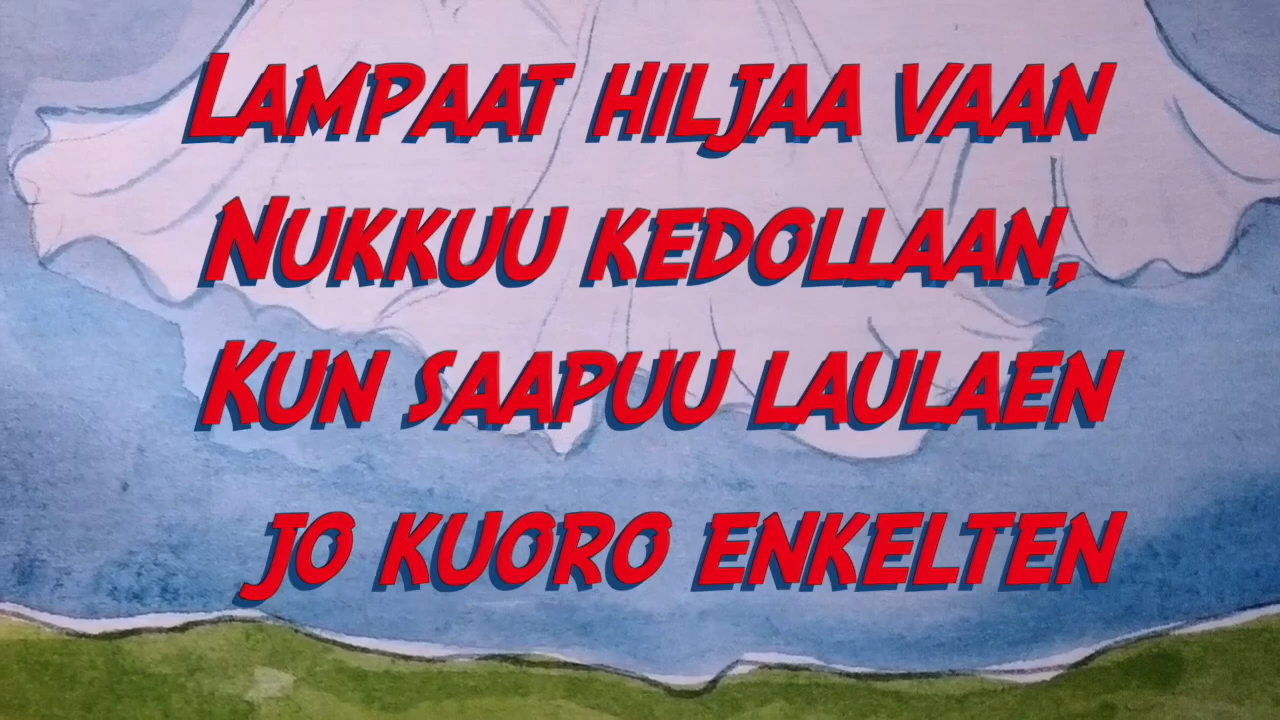 Lampaat hiljaa vaan
Nukkuu kedollaan,
Kun saapuu laulaen
jo kuoro enkelten